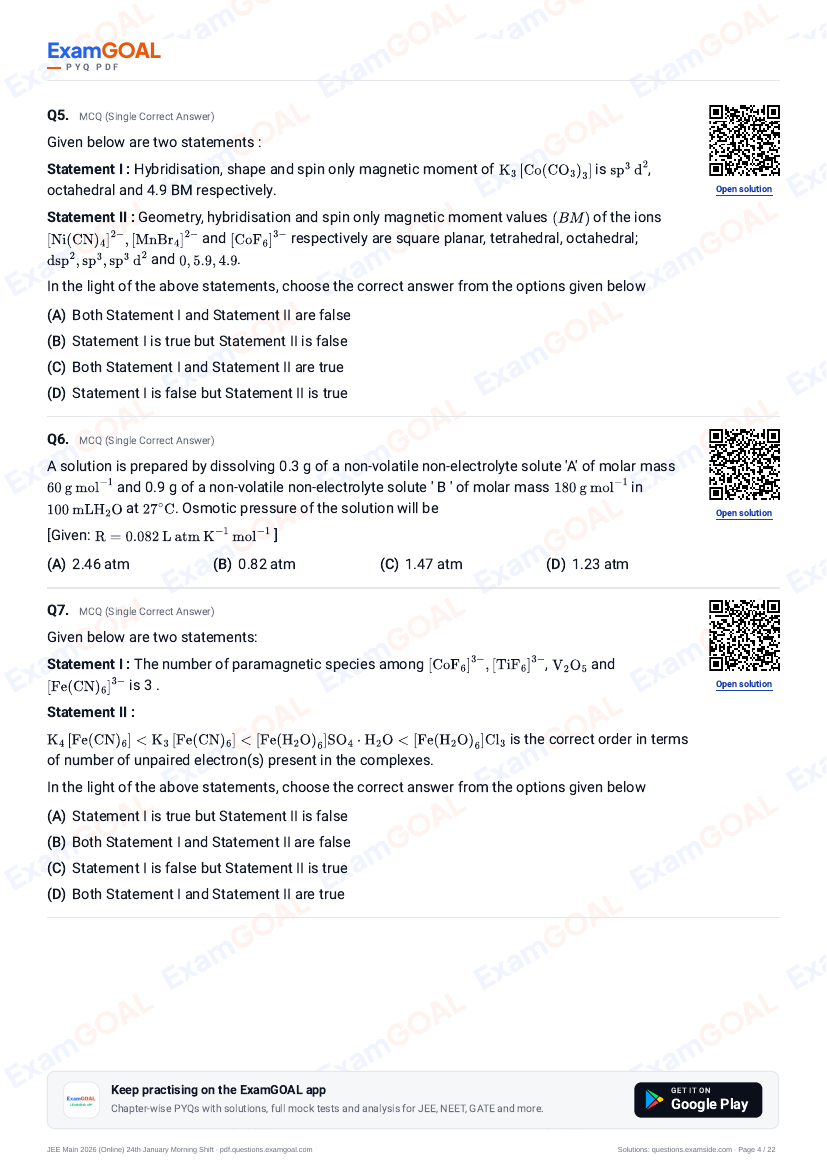 ExamGOAL
PYQ PDF
Q5. MCQ (Single Correct Answer)
Given below are two statements :
Statement I : Hybridisation, shape and spin only magnetic moment of K₃ [Co(CO₃)₃] is sp³ d²,
octahedral and 4.9 BM respectively.
Statement II : Geometry, hybridisation and spin only magnetic moment values (BM) of the ions
[Ni(CN)₄]²⁻, [MnBr₄]²⁻ and [CoF₆]³⁻ respectively are square planar, tetrahedral, octahedral;
dsp², sp³, sp³ d² and 0, 5.9, 4.9.
In the light of the above statements, choose the correct answer from the options given below
(A) Both Statement I and Statement II are false
(B) Statement I is true but Statement II is false
(C) Both Statement I and Statement II are true
(D) Statement I is false but Statement II is true
Open solution
Q6. MCQ (Single Correct Answer)
A solution is prepared by dissolving 0.3 g of a non-volatile non-electrolyte solute 'A' of molar mass
60 g mol⁻¹ and 0.9 g of a non-volatile non-electrolyte solute ' B ' of molar mass 180 g mol⁻¹ in
100 mLH₂O at 27°C. Osmotic pressure of the solution will be
[Given: R = 0.082 L atm K⁻¹ mol⁻¹ ]
(A) 2.46 atm (B) 0.82 atm (C) 1.47 atm (D) 1.23 atm
Open solution
Q7. MCQ (Single Correct Answer)
Given below are two statements:
Statement I : The number of paramagnetic species among [CoF₆]³⁻, [TiF₆]³⁻, V₂O₅ and
[Fe(CN)₆]³⁻ is 3 .
Statement II :
K₄ [Fe(CN)₆] < K₃ [Fe(CN)₆] < [Fe(H₂O)₆]SO₄ · H₂O < [Fe(H₂O)₆]Cl₃ is the correct order in terms
of number of unpaired electron(s) present in the complexes.
In the light of the above statements, choose the correct answer from the options given below
(A) Statement I is true but Statement II is false
(B) Both Statement I and Statement II are false
(C) Statement I is false but Statement II is true
(D) Both Statement I and Statement II are true
Open solution
ExamGOAL
Keep practising on the ExamGOAL app
Chapter-wise PYQs with solutions, full mock tests and analysis for JEE, NEET, GATE and more.
GET IT ON
Google Play
JEE Main 2026 (Online) 24th January Morning Shift · pdf.questions.examgoal.com
Solutions: questions.examside.com · Page 4 / 22